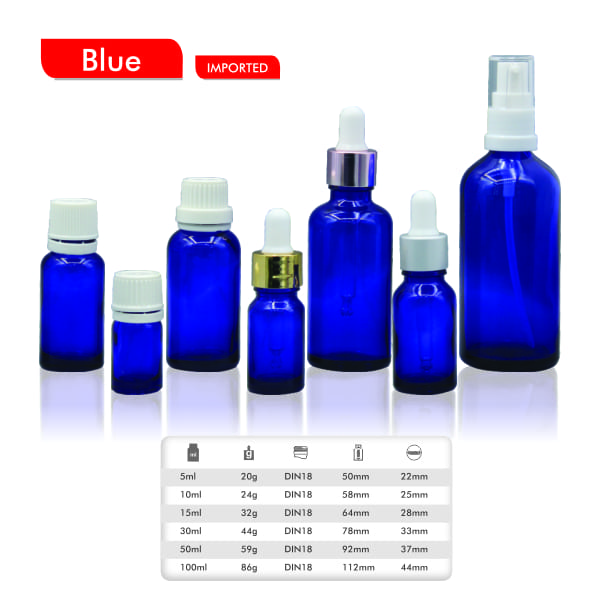 Blue
IMPORTED
ml g
5ml 20g DIN18 50mm 22mm
10ml 24g DIN18 58mm 25mm
15ml 32g DIN18 64mm 28mm
30ml 44g DIN18 78mm 33mm
50ml 59g DIN18 92mm 37mm
100ml 86g DIN18 112mm 44mm